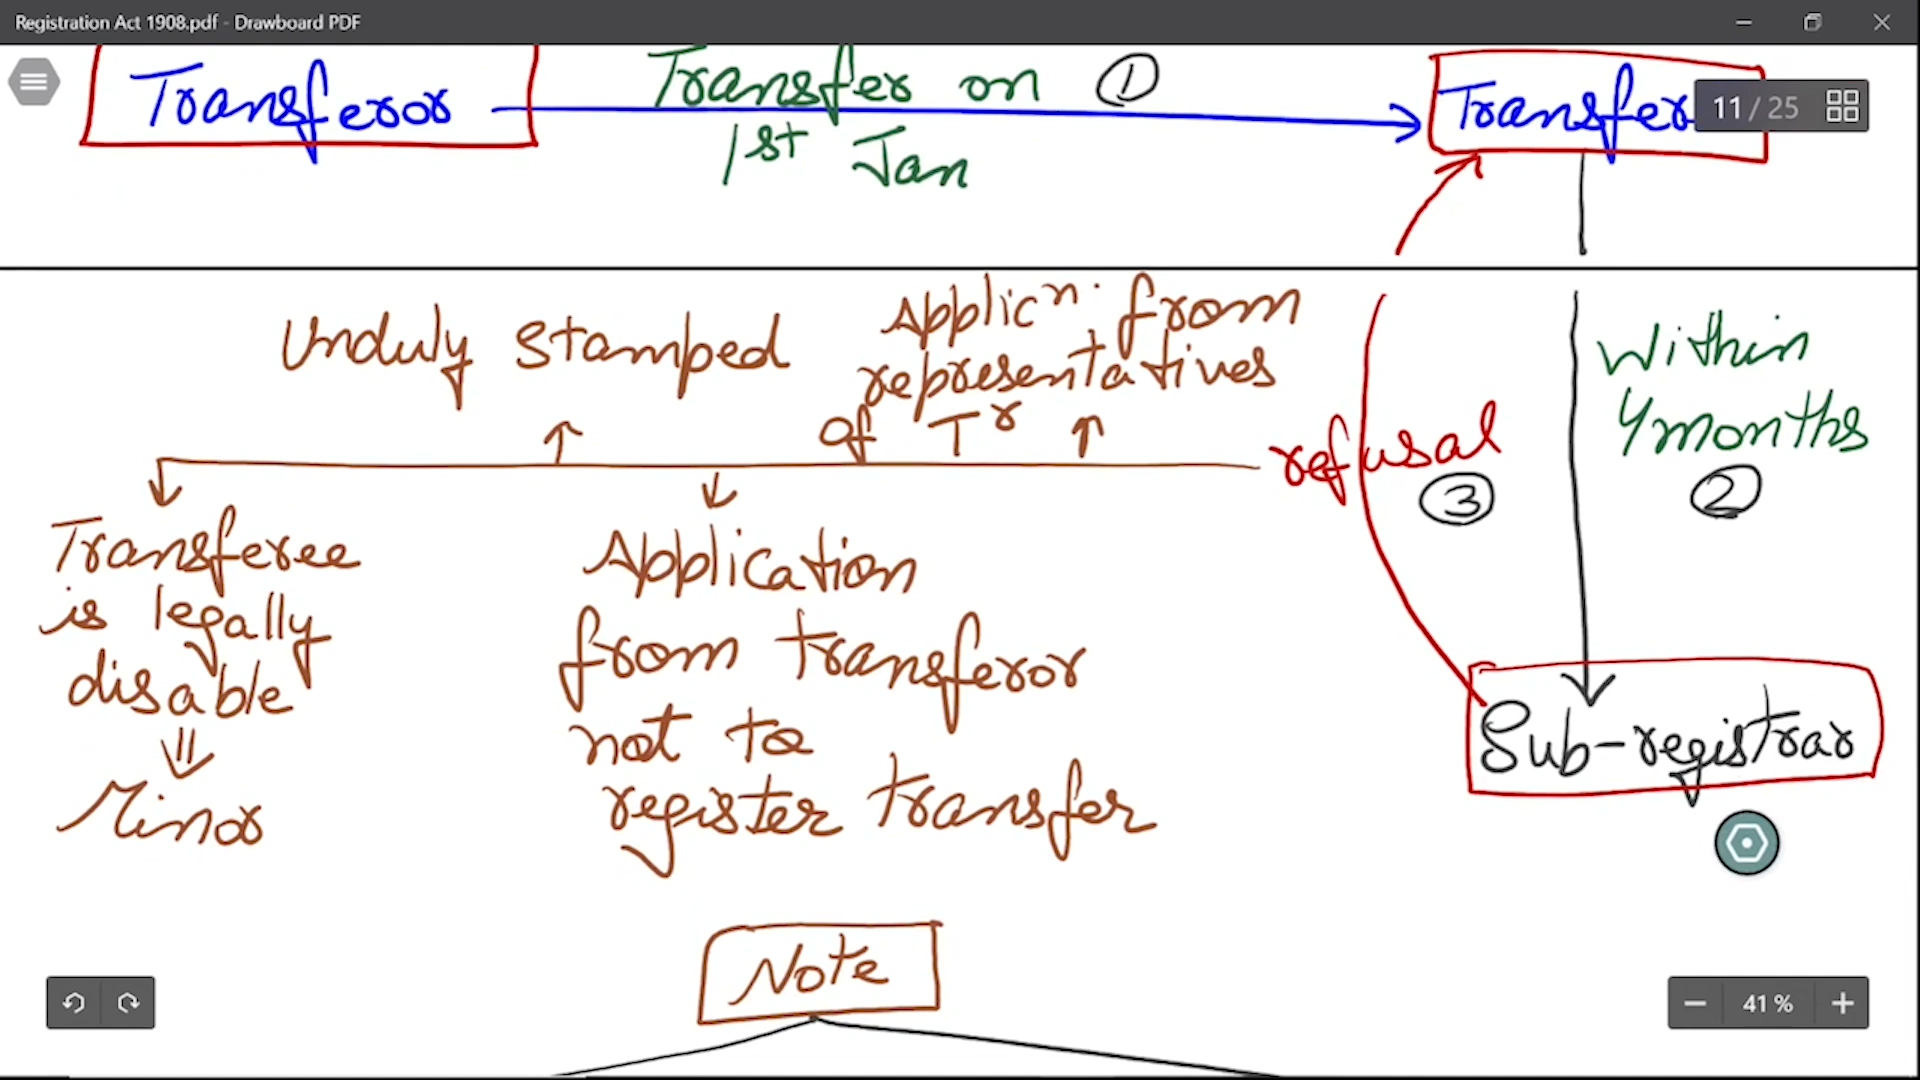 Registration Act 1908.pdf - Drawboard PDF
Transferor
Transfer on ①
1st Jan
Transfer
11 / 25
Unduly stamped
Applicn. from
representatives
of Tr
Within
4 months
②
refusal
③
Transferee
is legally
disable
Minor
Application
from transferor
not to
register transfer
Sub-registrar
Note
41 %